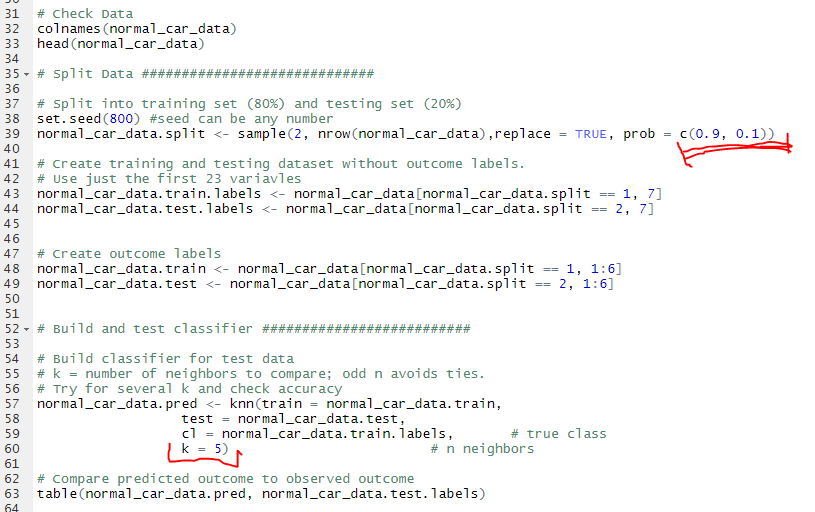 31 # Check Data
32 colnames(normal_car_data)
33 head(normal_car_data)
34
35 # Split Data #############################
36
37 # Split into training set (80%) and testing set (20%)
38 set.seed(800) #seed can be any number
39 normal_car_data.split <- sample(2, nrow(normal_car_data),replace = TRUE, prob = c(0.9, 0.1))
40
41 # Create training and testing dataset without outcome labels.
42 # Use just the first 23 variavles
43 normal_car_data.train.labels <- normal_car_data[normal_car_data.split == 1, 7]
44 normal_car_data.test.labels <- normal_car_data[normal_car_data.split == 2, 7]
45
46
47 # Create outcome labels
48 normal_car_data.train <- normal_car_data[normal_car_data.split == 1, 1:6]
49 normal_car_data.test <- normal_car_data[normal_car_data.split == 2, 1:6]
50
51
52 # Build and test classifier ##########################
53
54 # Build classifier for test data
55 # k = number of neighbors to compare; odd n avoids ties.
56 # Try for several k and check accuracy
57 normal_car_data.pred <- knn(train = normal_car_data.train,
58 test = normal_car_data.test,
59 cl = normal_car_data.train.labels, # true class
60 k = 5) # n neighbors
61
62 # Compare predicted outcome to observed outcome
63 table(normal_car_data.pred, normal_car_data.test.labels)
64